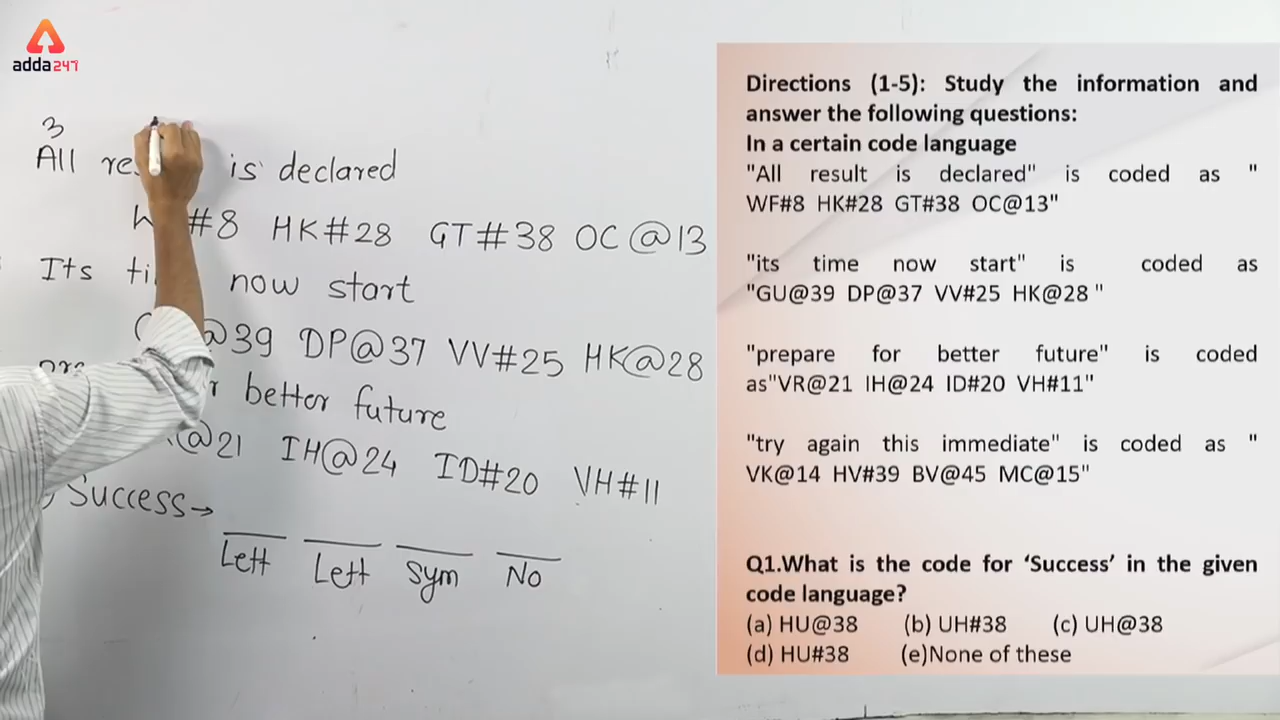 adda247
3
All re is declared
#8 HK#28 GT#38 OC@13
Its ti now start
@39 DP@37 VV#25 HK@28
r better future
@21 IH@24 ID#20 VH#11
Success→
Lett Lett Sym No
Directions (1-5): Study the information and
answer the following questions:
In a certain code language
"All result is declared" is coded as "
WF#8 HK#28 GT#38 OC@13"
"its time now start" is coded as
"GU@39 DP@37 VV#25 HK@28 "
"prepare for better future" is coded
as"VR@21 IH@24 ID#20 VH#11"
"try again this immediate" is coded as "
VK@14 HV#39 BV@45 MC@15"
Q1.What is the code for ‘Success’ in the given
code language?
(a) HU@38 (b) UH#38 (c) UH@38
(d) HU#38 (e)None of these